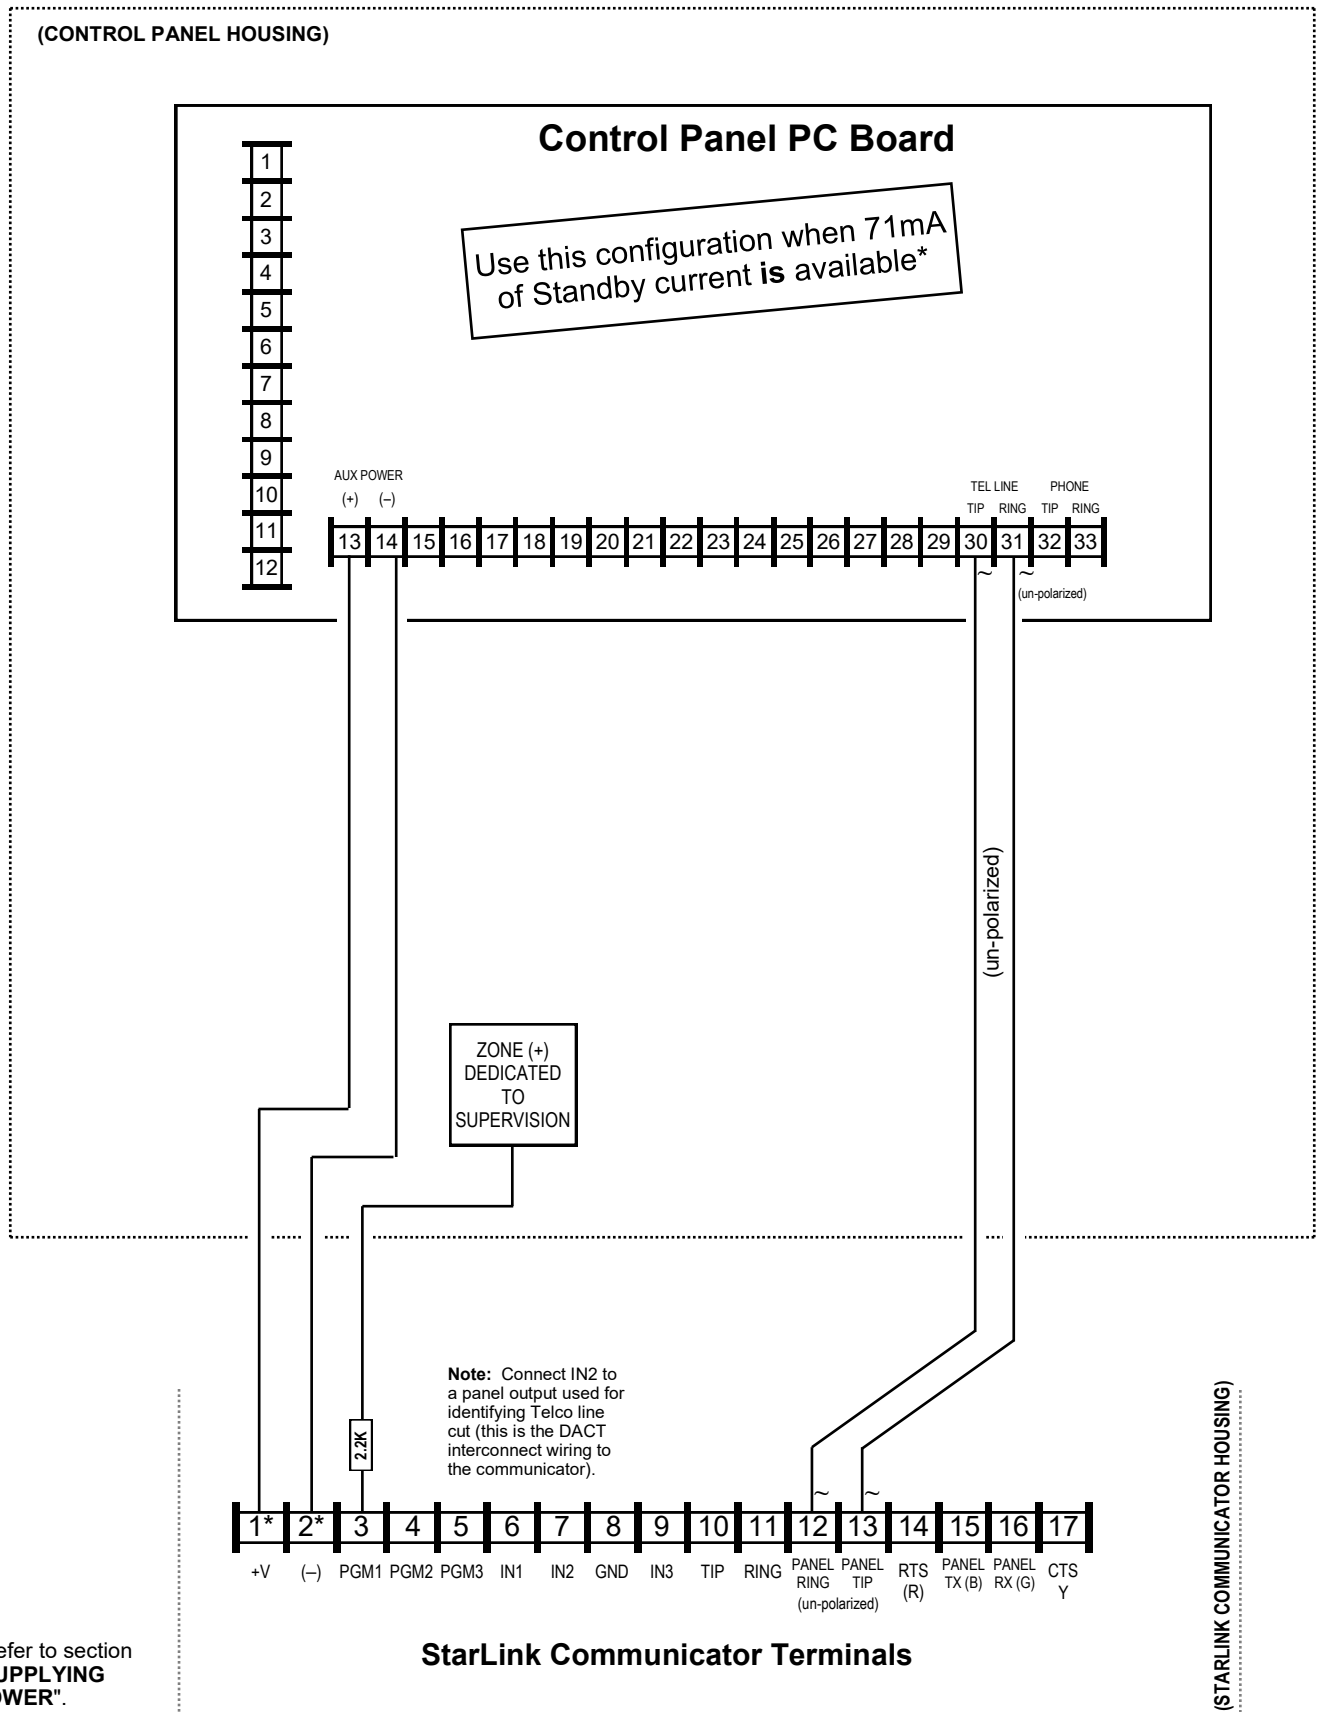 (CONTROL PANEL HOUSING)
Control Panel PC Board
Use this configuration when 71mA
of Standby current is available*
1
2
3
4
5
6
7
8
9
10
11
12
AUX POWER
(+) (–)
TEL LINE PHONE
TIP RING TIP RING
13 14 15 16 17 18 19 20 21 22 23 24 25 26 27 28 29 30 31 32 33
~ ~
(un-polarized)
(un-polarized)
ZONE (+)
DEDICATED
TO
SUPERVISION
Note: Connect IN2 to
a panel output used for
identifying Telco line
cut (this is the DACT
interconnect wiring to
the communicator).
2.2K
~ ~
1* 2* 3 4 5 6 7 8 9 10 11 12 13 14 15 16 17
+V (–) PGM1 PGM2 PGM3 IN1 IN2 GND IN3 TIP RING PANEL RING PANEL TIP RTS (R) PANEL TX (B) PANEL RX (G) CTS Y
(un-polarized)
StarLink Communicator Terminals
(STARLINK COMMUNICATOR HOUSING)
efer to section
UPPLYING
OWER".